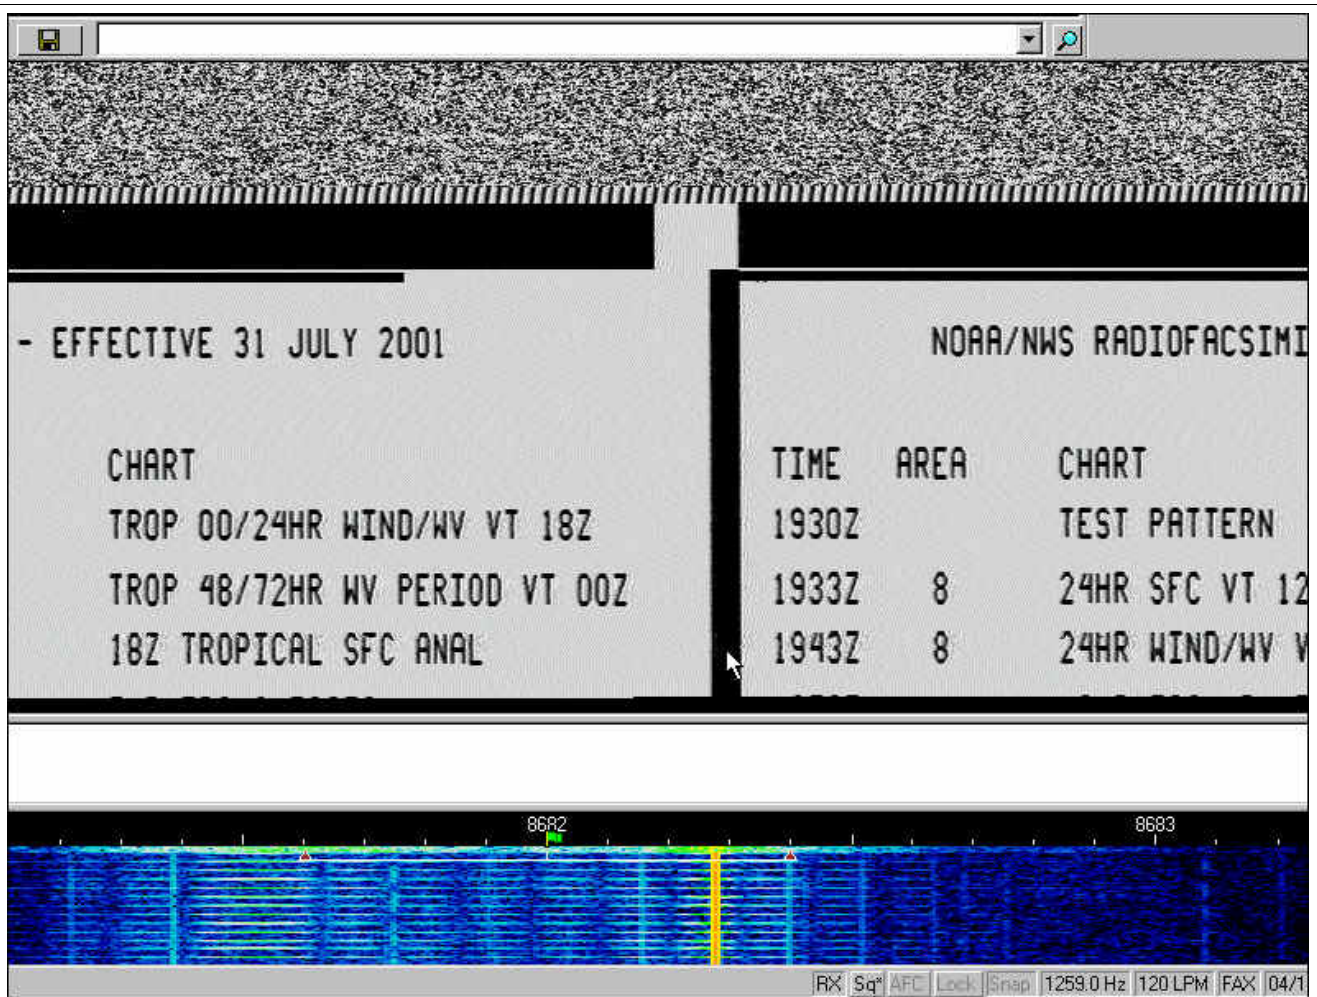 - EFFECTIVE 31 JULY 2001
CHART
TROP 00/24HR WIND/WV VT 18Z
TROP 48/72HR WV PERIOD VT 00Z
18Z TROPICAL SFC ANAL
NOAA/NWS RADIOFACSIMI
TIME AREA CHART
1930Z TEST PATTERN
1933Z 8 24HR SFC VT 12
1943Z 8 24HR WIND/WV V
8682 8683
RX Sq* AFC Lock Snap 1259.0 Hz 120 LPM FAX 04/1